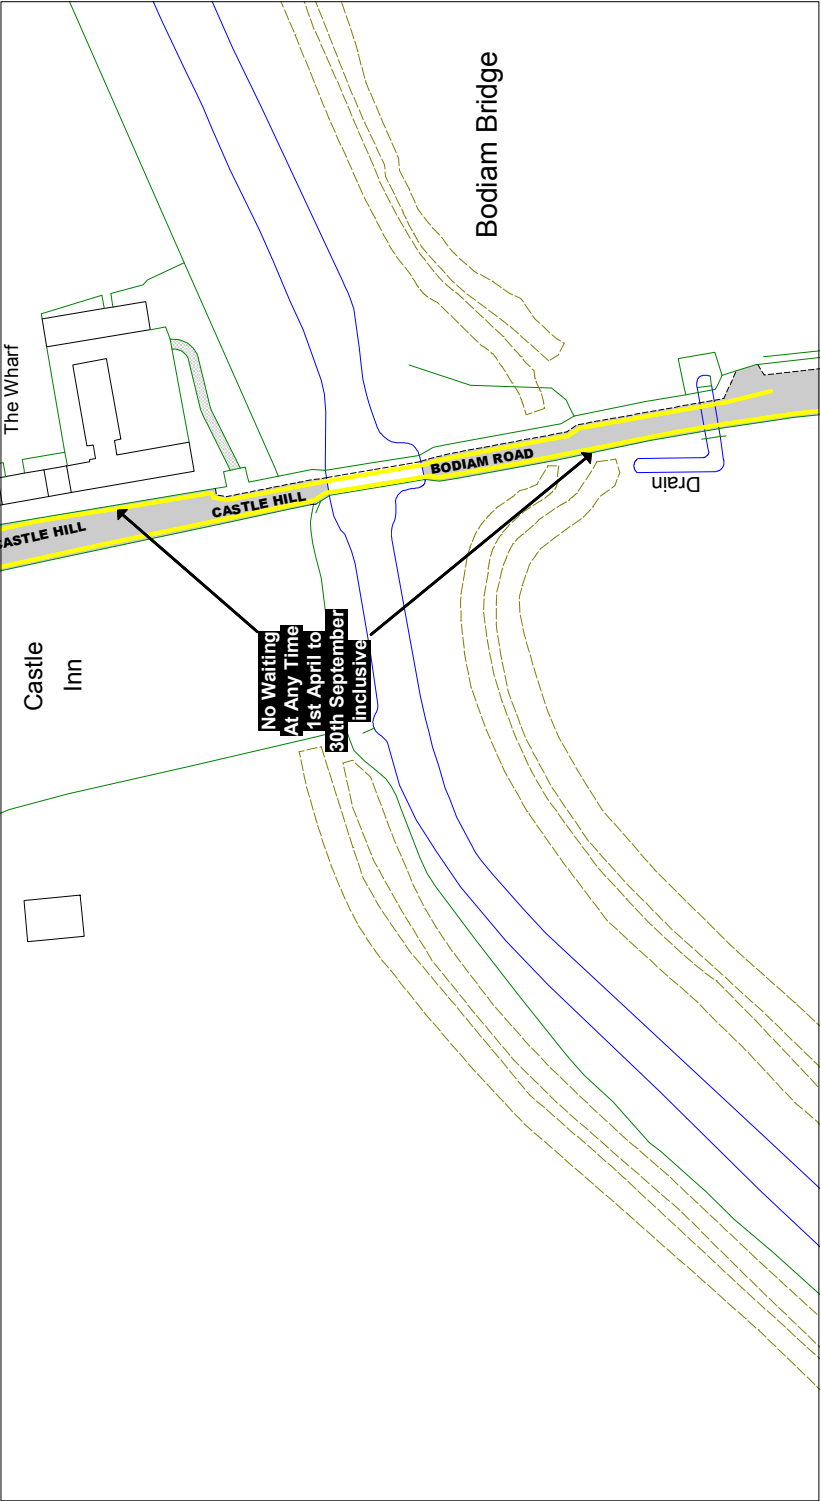 The Wharf
Bodiam Bridge
CASTLE HILL
CASTLE HILL
BODIAM ROAD
Drain
Castle
Inn
No Waiting
At Any Time
1st April to
30th September
inclusive